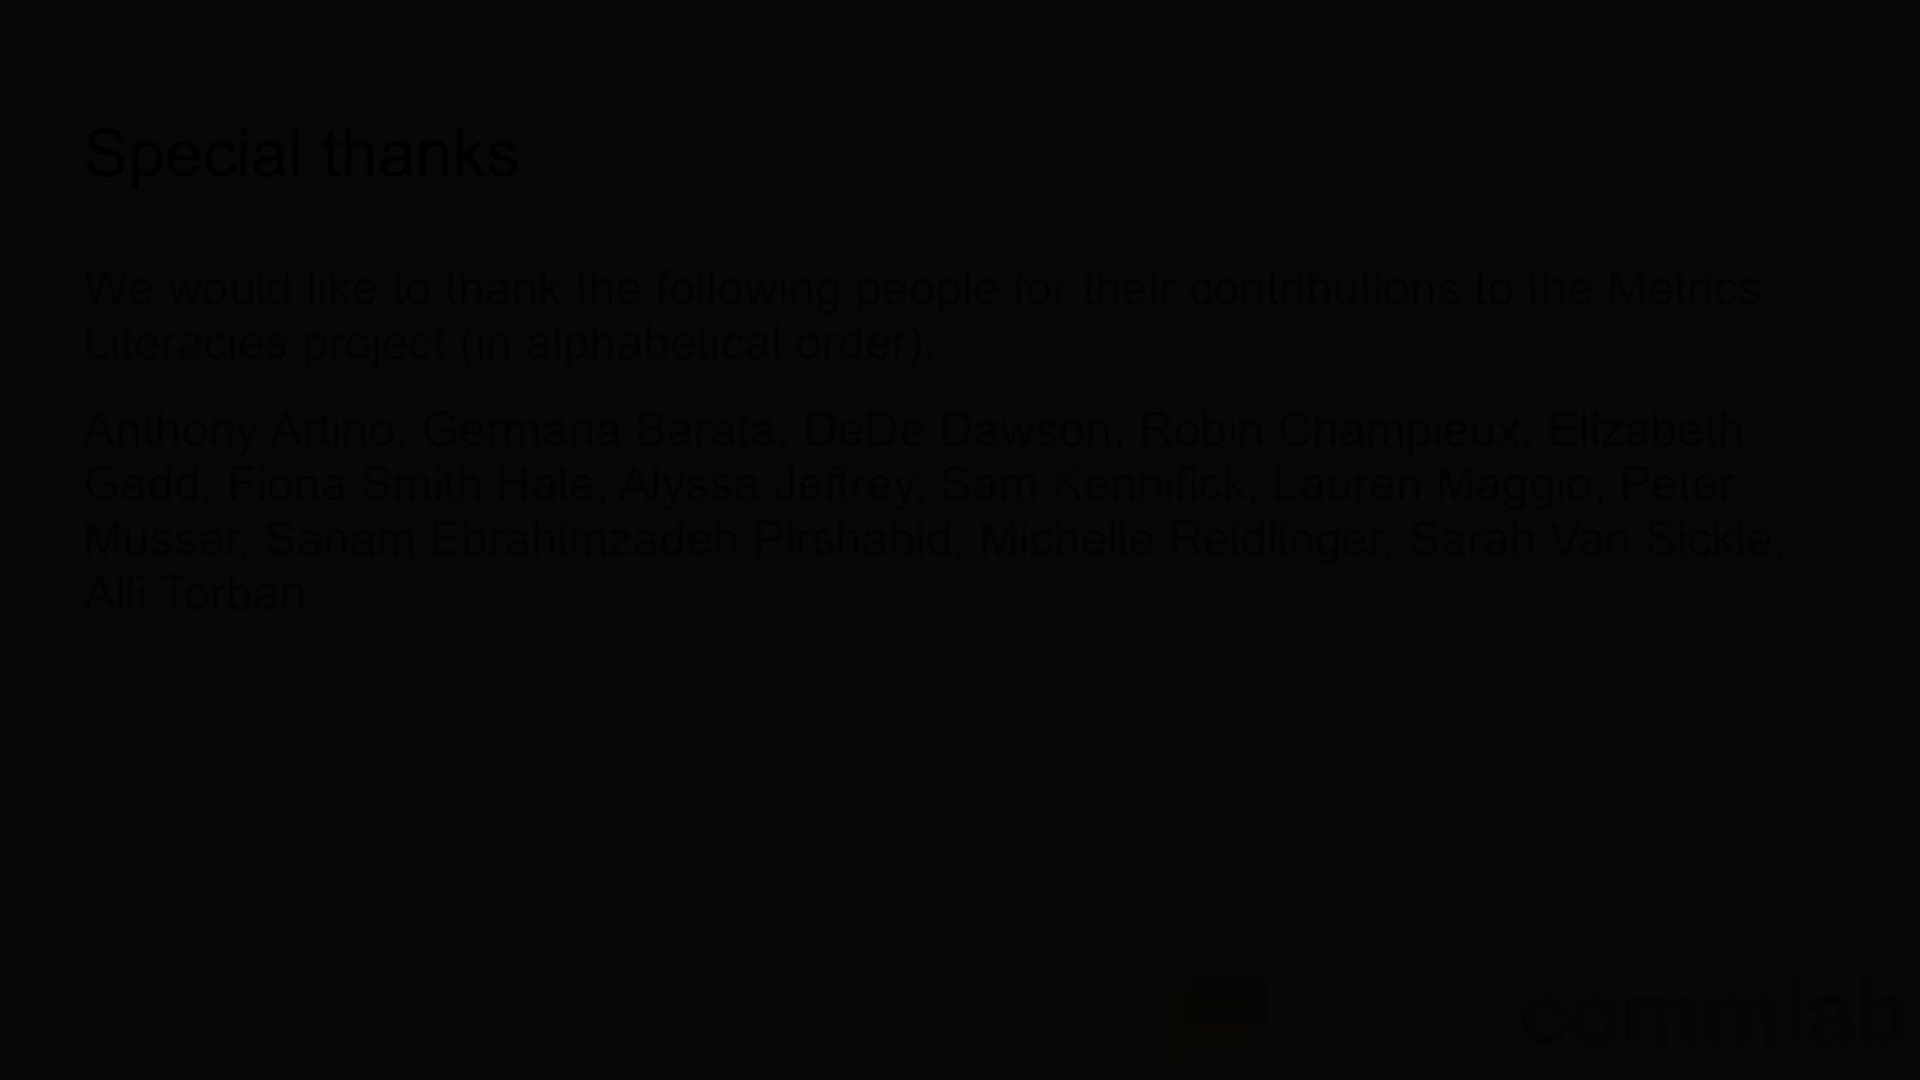 Special thanks
We would like to thank the following people for their contributions to the Metrics
Literacies project (in alphabetical order):
Anthony Artino, Germana Barata, DeDe Dawson, Robin Champieux, Elizabeth
Gadd, Fiona Smith Hale, Alyssa Jeffrey, Sam Kennifick, Lauren Maggio, Peter
Musser, Sanam Ebrahimzadeh Pirshahid, Michelle Reidlinger, Sarah Van Sickle,
Alli Torban.
scholcommlab